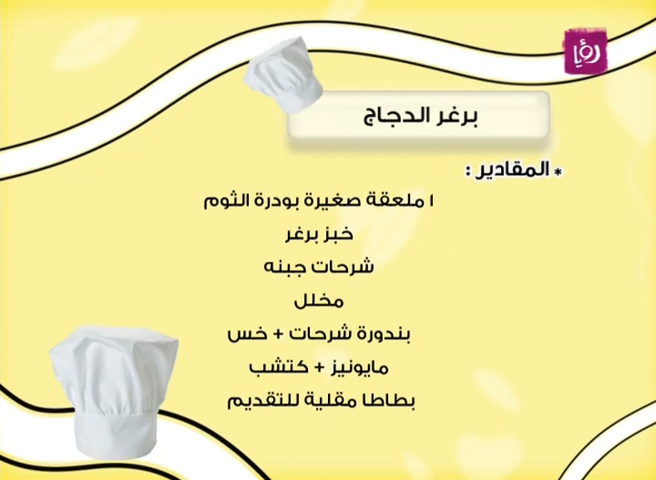 رؤيا
برغر الدجاج
* المقادير :
١ ملعقة صغيرة بودرة الثوم
خبز برغر
شرحات جبنه
مخلل
بندورة شرحات + خس
مايونيز + كتشب
بطاطا مقلية للتقديم